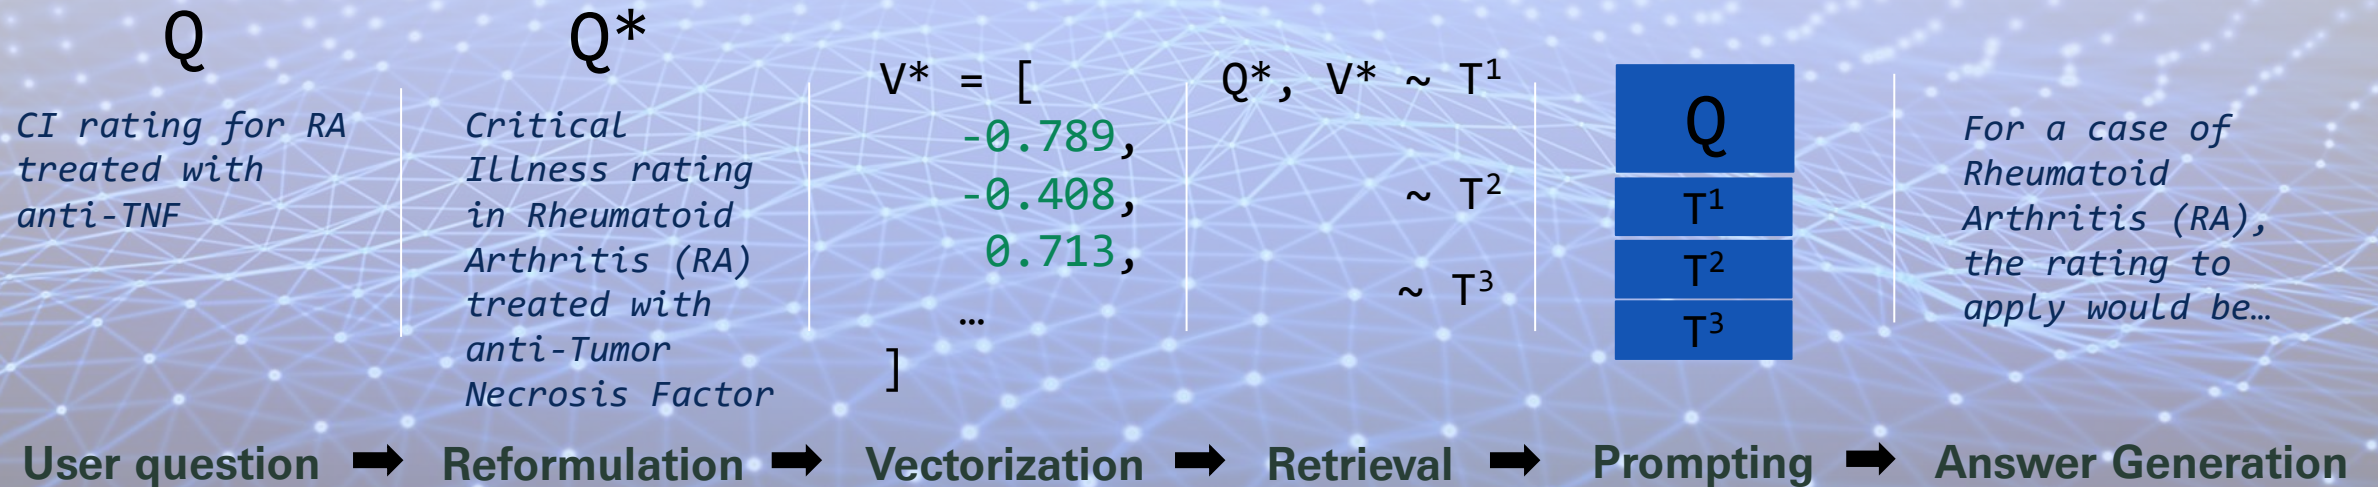 Q
CI rating for RA
treated with
anti-TNF
Q*
Critical
Illness rating
in Rheumatoid
Arthritis (RA)
treated with
anti-Tumor
Necrosis Factor
V* = [
-0.789,
-0.408,
0.713,
…
]
Q*, V* ~ T¹
~ T²
~ T³
Q
T¹
T²
T³
For a case of
Rheumatoid
Arthritis (RA),
the rating to
apply would be…
User question ➡ Reformulation ➡ Vectorization ➡ Retrieval ➡ Prompting ➡ Answer Generation